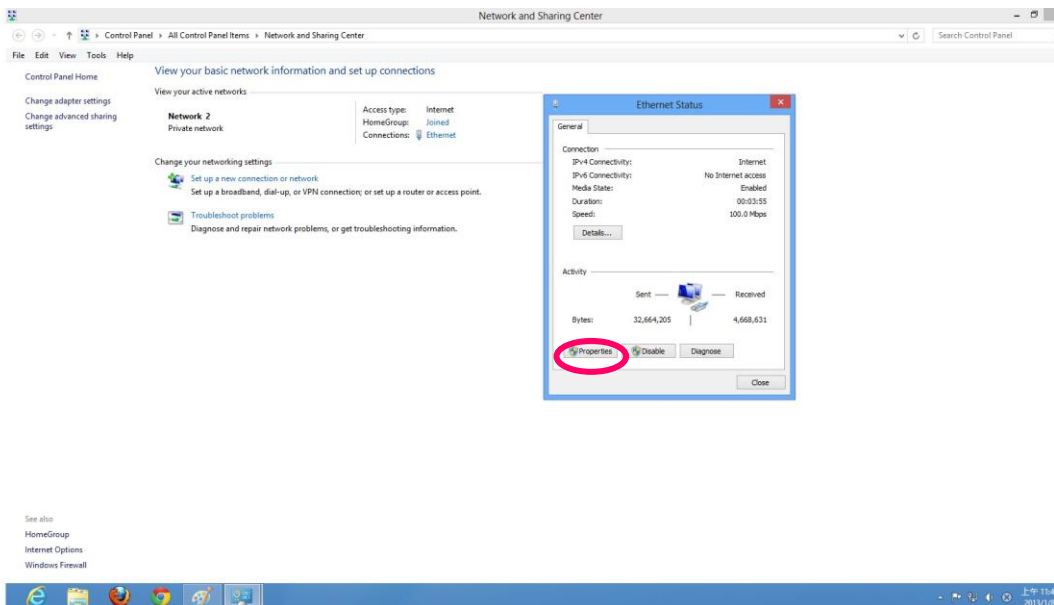 Network and Sharing Center
Control Panel ▸ All Control Panel Items ▸ Network and Sharing Center
Search Control Panel
File Edit View Tools Help
Control Panel Home
Change adapter settings
Change advanced sharing
settings
View your basic network information and set up connections
View your active networks
Network 2
Private network
Access type: Internet
HomeGroup: Joined
Connections: Ethernet
Change your networking settings
Set up a new connection or network
Set up a broadband, dial-up, or VPN connection; or set up a router or access point.
Troubleshoot problems
Diagnose and repair network problems, or get troubleshooting information.
Ethernet Status
General
Connection
IPv4 Connectivity: Internet
IPv6 Connectivity: No Internet access
Media State: Enabled
Duration: 00:03:55
Speed: 100.0 Mbps
Details...
Activity
Sent — — Received
Bytes: 32,664,205 | 4,668,631
Properties Disable Diagnose
Close
See also
HomeGroup
Internet Options
Windows Firewall
上午